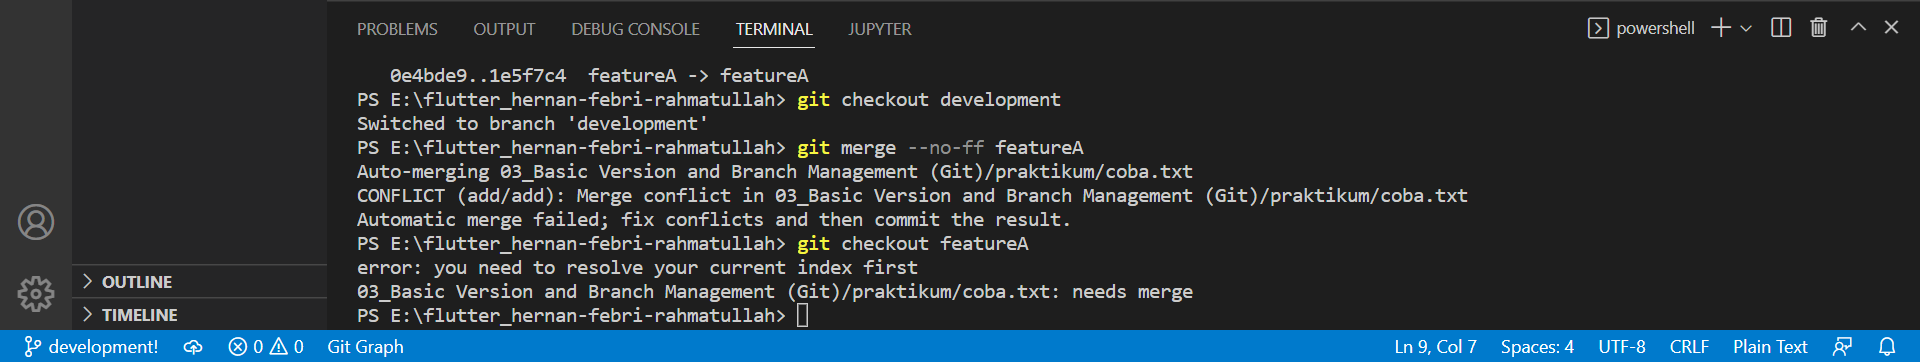 PROBLEMS OUTPUT DEBUG CONSOLE TERMINAL JUPYTER powershell
0e4bde9..1e5f7c4 featureA -> featureA
PS E:\flutter_hernan-febri-rahmatullah> git checkout development
Switched to branch 'development'
PS E:\flutter_hernan-febri-rahmatullah> git merge --no-ff featureA
Auto-merging 03_Basic Version and Branch Management (Git)/praktikum/coba.txt
CONFLICT (add/add): Merge conflict in 03_Basic Version and Branch Management (Git)/praktikum/coba.txt
Automatic merge failed; fix conflicts and then commit the result.
PS E:\flutter_hernan-febri-rahmatullah> git checkout featureA
error: you need to resolve your current index first
03_Basic Version and Branch Management (Git)/praktikum/coba.txt: needs merge
PS E:\flutter_hernan-febri-rahmatullah>
OUTLINE
TIMELINE
development! 0 0 Git Graph Ln 9, Col 7 Spaces: 4 UTF-8 CRLF Plain Text